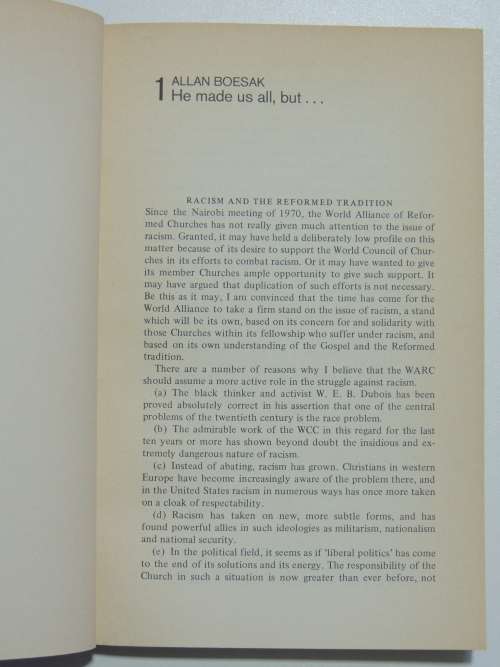 1 ALLAN BOESAK
He made us all, but . . .
RACISM AND THE REFORMED TRADITION
Since the Nairobi meeting of 1970, the World Alliance of Refor-
med Churches has not really given much attention to the issue of
racism. Granted, it may have held a deliberately low profile on this
matter because of its desire to support the World Council of Chur-
ches in its efforts to combat racism. Or it may have wanted to give
its member Churches ample opportunity to give such support. It
may have argued that duplication of such efforts is not necessary.
Be this as it may, I am convinced that the time has come for the
World Alliance to take a firm stand on the issue of racism, a stand
which will be its own, based on its concern for and solidarity with
those Churches within its fellowship who suffer under racism, and
based on its own understanding of the Gospel and the Reformed
tradition.
There are a number of reasons why I believe that the WARC
should assume a more active role in the struggle against racism.
(a) The black thinker and activist W. E. B. Dubois has been
proved absolutely correct in his assertion that one of the central
problems of the twentieth century is the race problem.
(b) The admirable work of the WCC in this regard for the last
ten years or more has shown beyond doubt the insidious and ex-
tremely dangerous nature of racism.
(c) Instead of abating, racism has grown. Christians in western
Europe have become increasingly aware of the problem there, and
in the United States racism in numerous ways has once more taken
on a cloak of respectability.
(d) Racism has taken on new, more subtle forms, and has
found powerful allies in such ideologies as militarism, nationalism
and national security.
(e) In the political field, it seems as if 'liberal politics' has come
to the end of its solutions and its energy. The responsibility of the
Church in such a situation is now greater than ever before, not